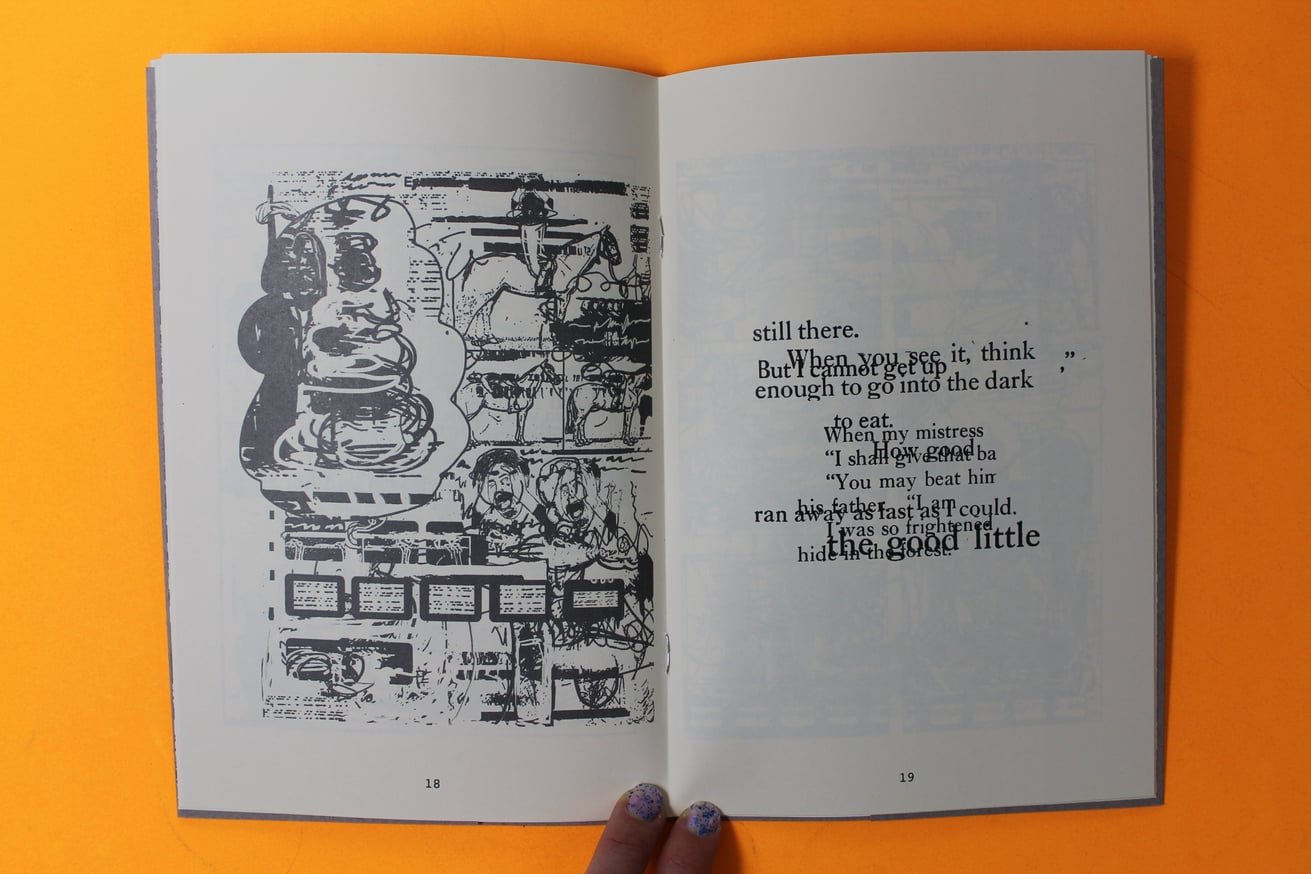 18
still there.
When you see it, think ”
But I cannot get up ,
enough to go into the dark
to eat.
When my mistress
How good
“I shall give that ba
“You may beat him
his father. “I am
ran away as fast as I could.
I was so frightened
the good little
hide in the forest.
19